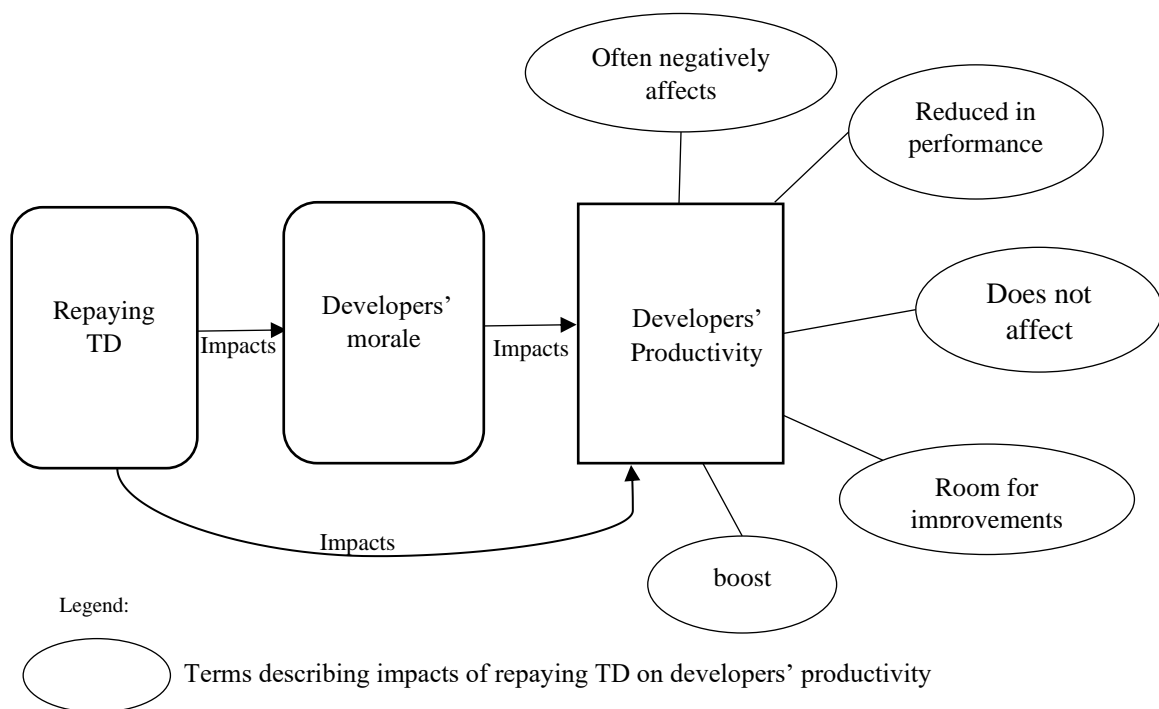 Often negatively
affects
Reduced in
performance
Repaying
TD
Impacts
Developers’
morale
Impacts
Developers’
Productivity
Does not
affect
Room for
improvements
Impacts
boost
Legend:
Terms describing impacts of repaying TD on developers’ productivity